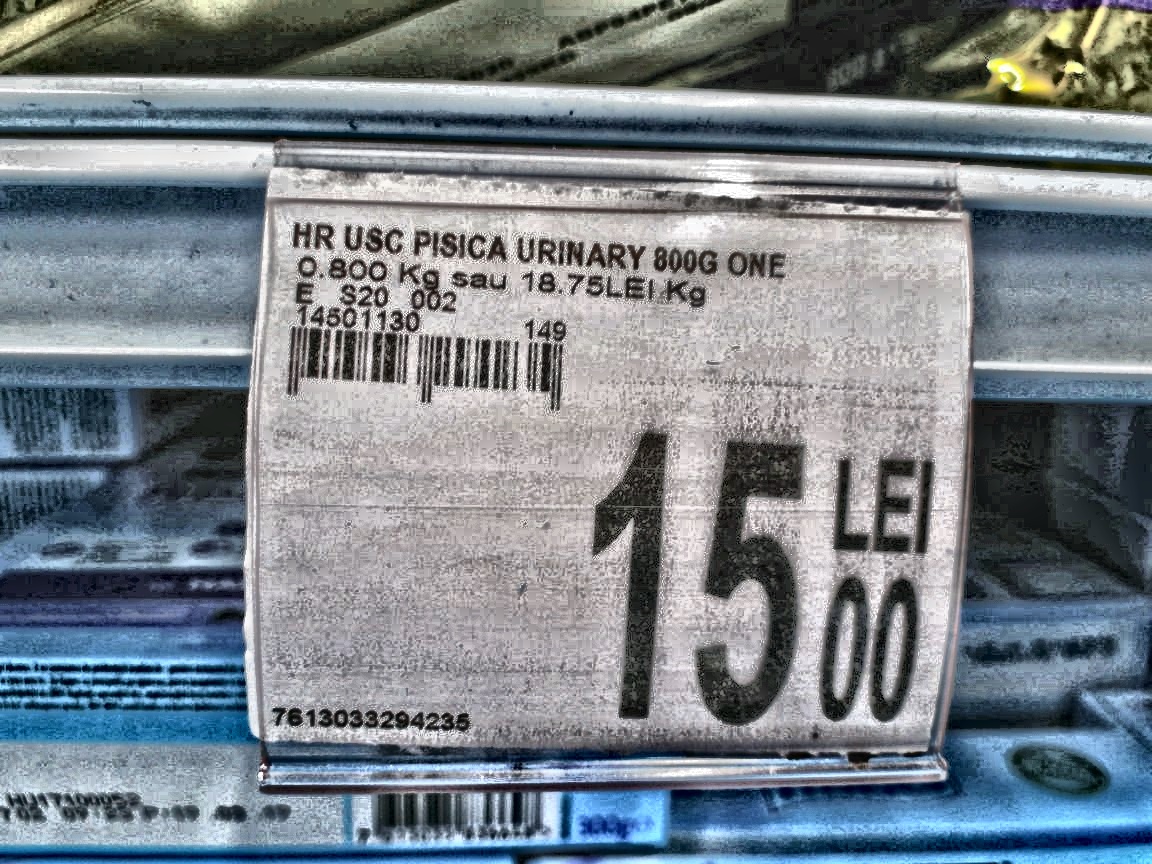 HR USC PISICA URINARY 800G ONE
0.800 Kg sau 18.75LEI Kg
E S20 002
14501130 149
15 LEI
00
7613033294235